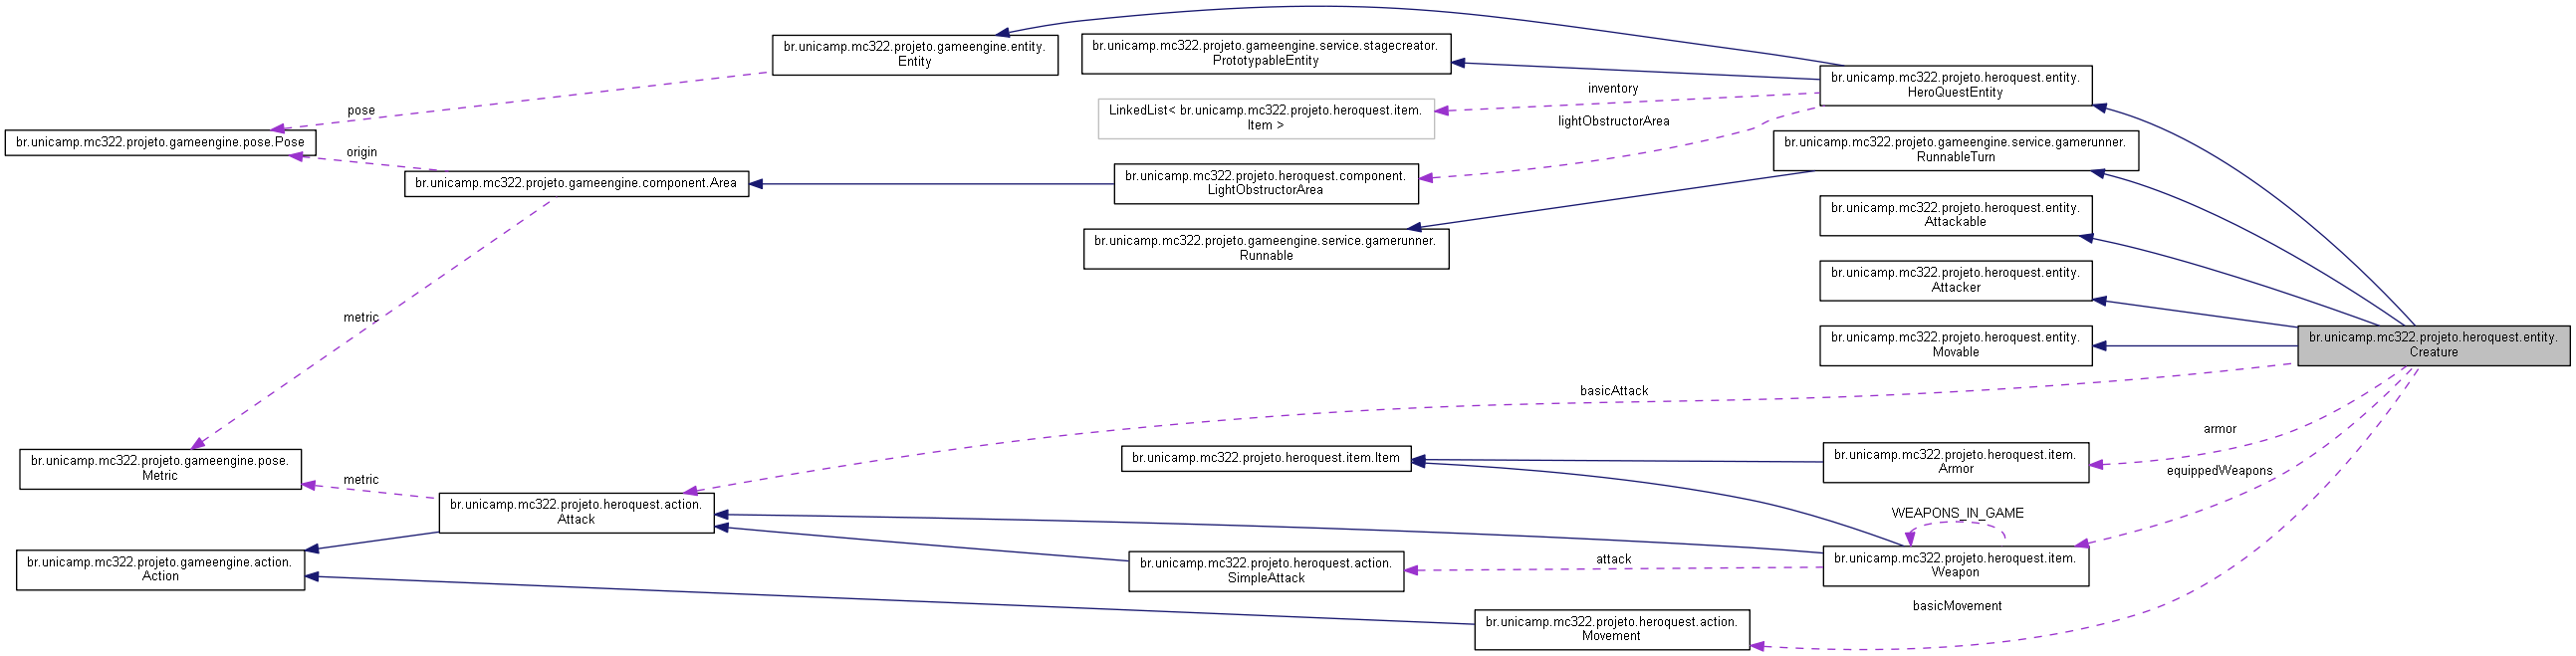 br.unicamp.mc322.projeto.gameengine.entity.
Entity
br.unicamp.mc322.projeto.gameengine.service.stagecreator.
PrototypableEntity
br.unicamp.mc322.projeto.heroquest.entity.
HeroQuestEntity
inventory
LinkedList< br.unicamp.mc322.projeto.heroquest.item.
Item >
pose
lightObstructorArea
br.unicamp.mc322.projeto.gameengine.pose.Pose
origin
br.unicamp.mc322.projeto.gameengine.service.gamerunner.
RunnableTurn
br.unicamp.mc322.projeto.gameengine.component.Area
br.unicamp.mc322.projeto.heroquest.component.
LightObstructorArea
br.unicamp.mc322.projeto.heroquest.entity.
Attackable
br.unicamp.mc322.projeto.gameengine.service.gamerunner.
Runnable
br.unicamp.mc322.projeto.heroquest.entity.
Attacker
metric
br.unicamp.mc322.projeto.heroquest.entity.
Movable
br.unicamp.mc322.projeto.heroquest.entity.
Creature
basicAttack
armor
br.unicamp.mc322.projeto.gameengine.pose.
Metric
metric
br.unicamp.mc322.projeto.heroquest.item.Item
br.unicamp.mc322.projeto.heroquest.item.
Armor
equippedWeapons
br.unicamp.mc322.projeto.heroquest.action.
Attack
WEAPONS_IN_GAME
br.unicamp.mc322.projeto.gameengine.action.
Action
br.unicamp.mc322.projeto.heroquest.action.
SimpleAttack
attack
br.unicamp.mc322.projeto.heroquest.item.
Weapon
basicMovement
br.unicamp.mc322.projeto.heroquest.action.
Movement